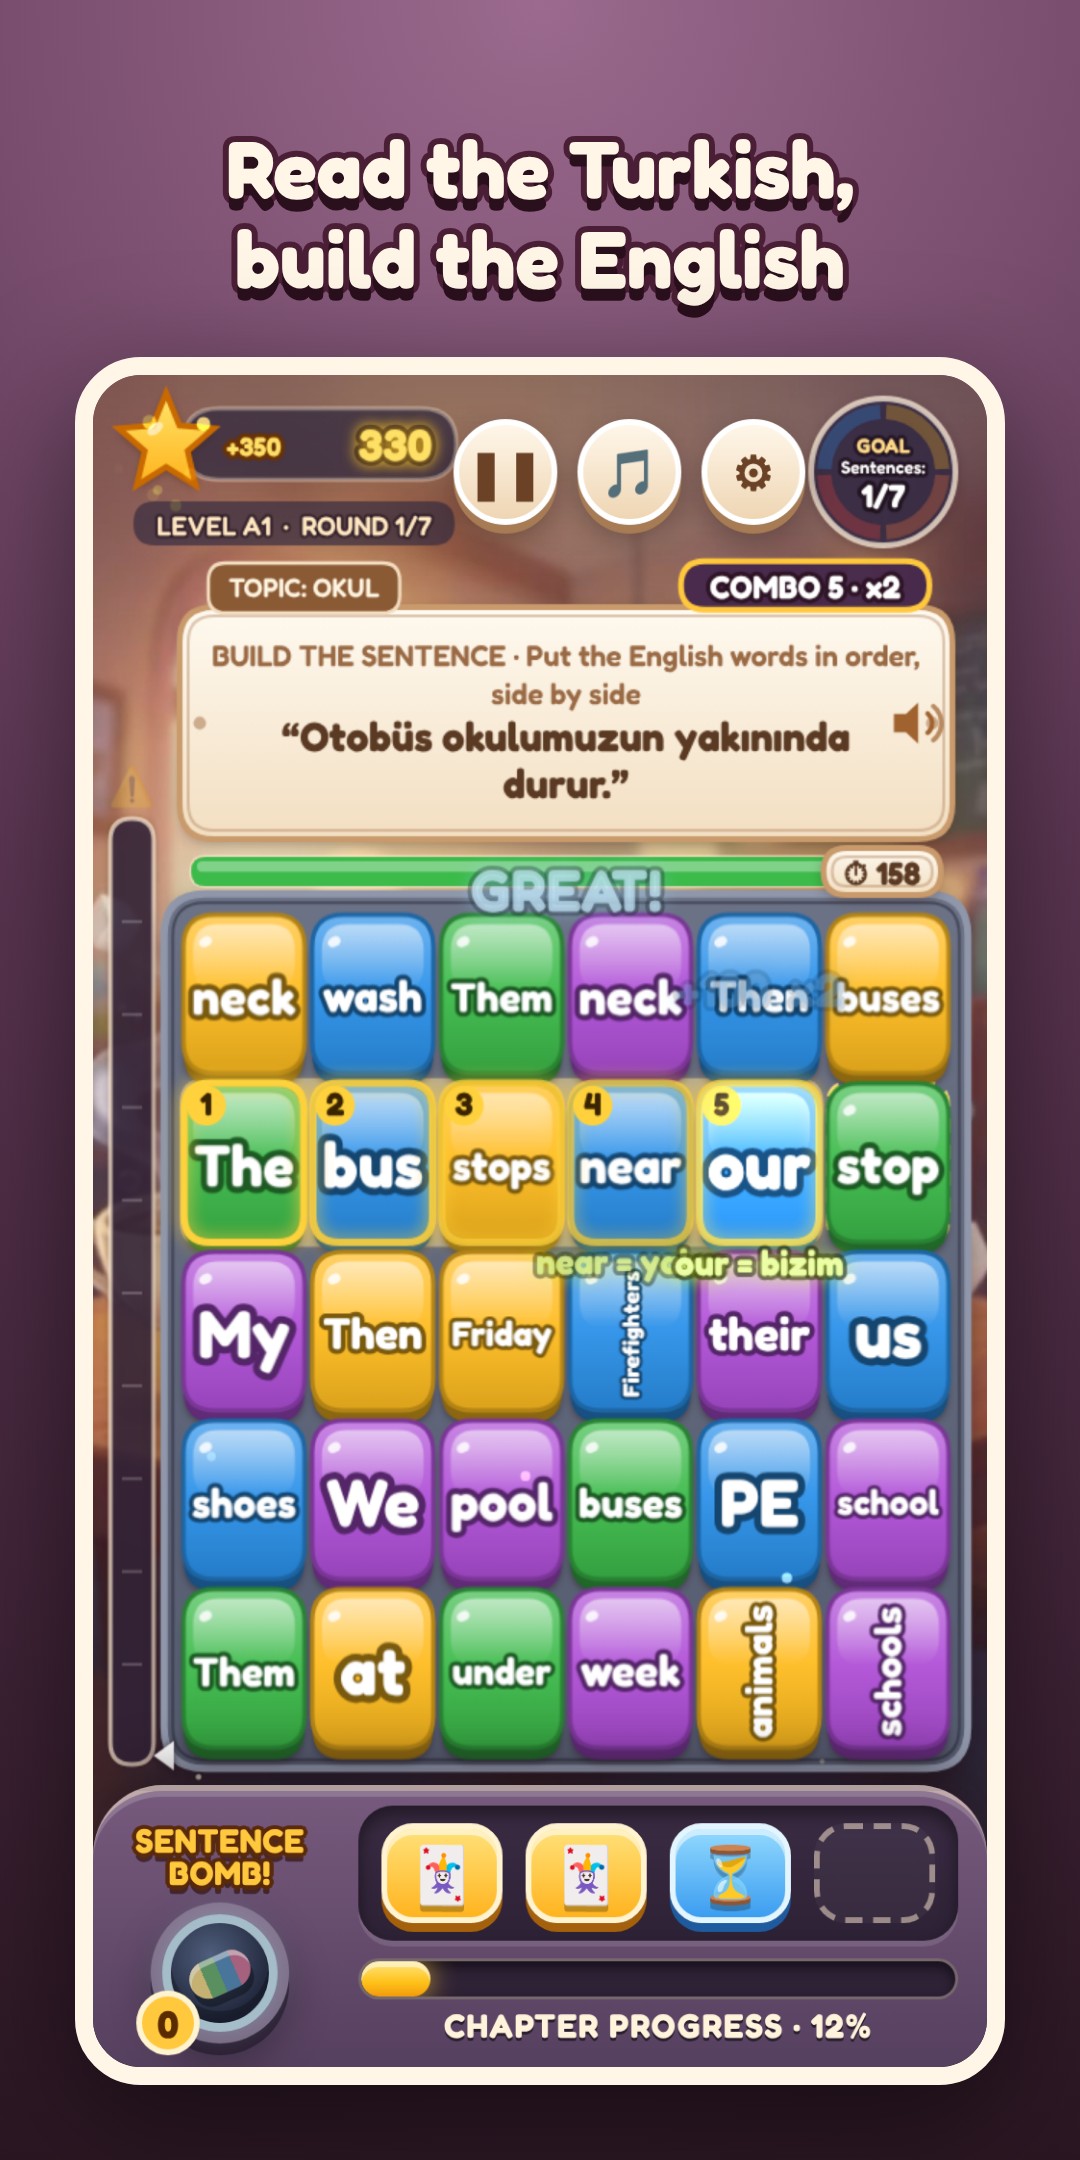 Read the Turkish,
build the English
+350 330
GOAL
Sentences:
1/7
LEVEL A1 · ROUND 1/7
TOPIC: OKUL
COMBO 5 · x2
BUILD THE SENTENCE · Put the English words in order,
side by side
“Otobüs okulumuzun yakınında
durur.”
158
GREAT!
neck wash Them neck Then buses
1 2 3 4 5
The bus stops near our stop
near = our = bizim
My Then Friday Firefighters their us
shoes We pool buses PE school
Them at under week animals schools
SENTENCE
BOMB!
0
CHAPTER PROGRESS · 12%